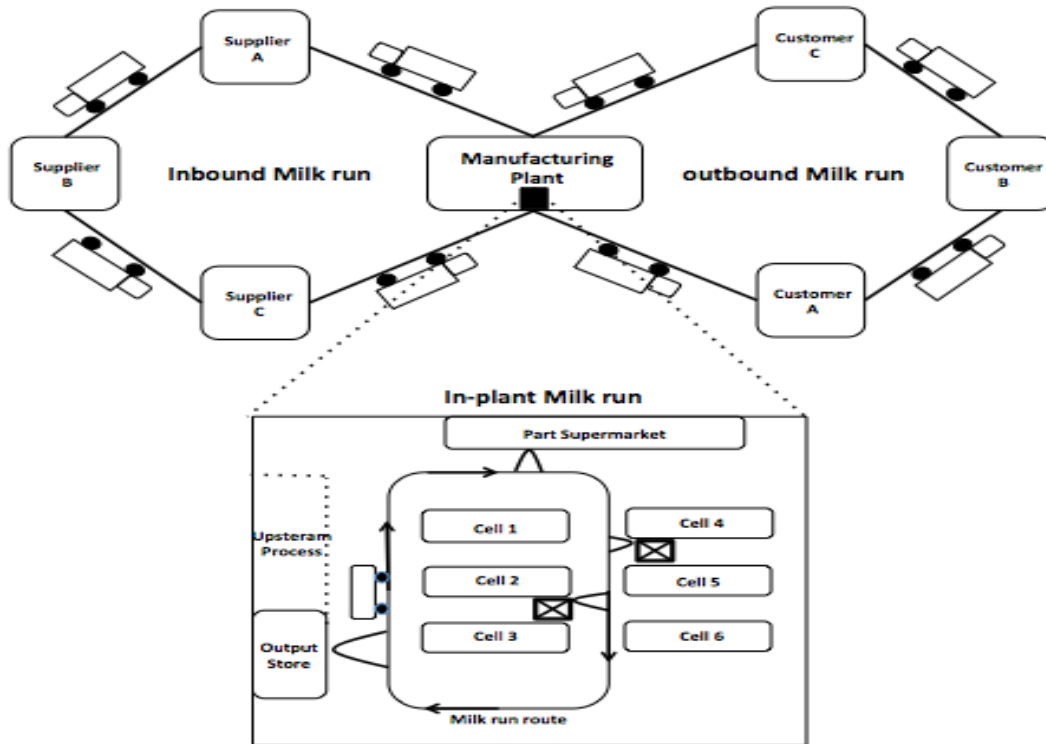 Supplier
A
Customer
C
Supplier
B
Inbound Milk run
Manufacturing
Plant
outbound Milk run
Customer
B
Supplier
C
Customer
A
In-plant Milk run
Part Supermarket
Cell 1
Cell 4
Upsteram
Process
Cell 2
Cell 5
Cell 3
Cell 6
Output
Store
Milk run route